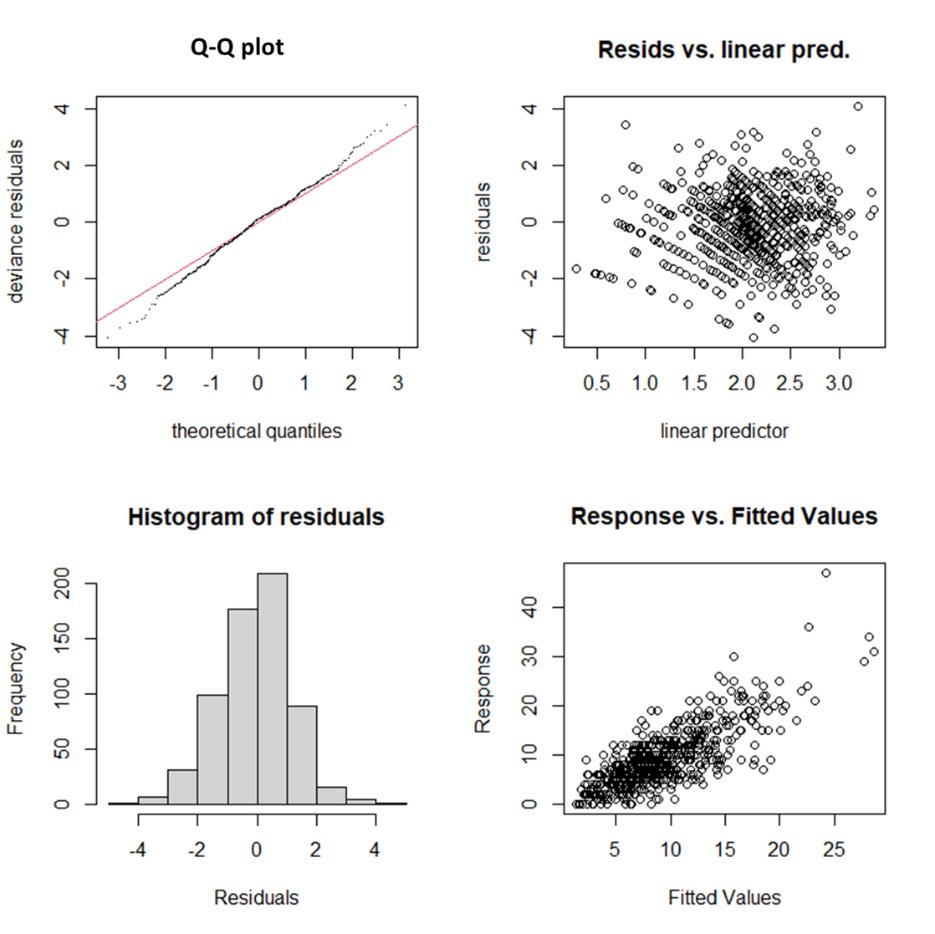 Q-Q plot
deviance residuals
4
2
0
-2
-4
-3 -2 -1 0 1 2 3
theoretical quantiles
Resids vs. linear pred.
residuals
4
2
0
-2
-4
0.5 1.0 1.5 2.0 2.5 3.0
linear predictor
Histogram of residuals
Frequency
200
150
100
50
0
-4 -2 0 2 4
Residuals
Response vs. Fitted Values
Response
40
30
20
10
0
5 10 15 20 25
Fitted Values